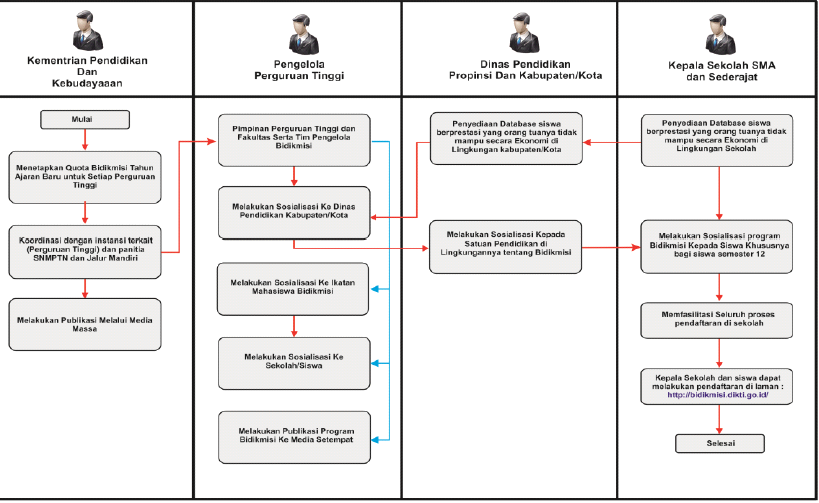 Kementrian Pendidikan
Dan
Kebudayaaan
Pengelola
Perguruan Tinggi
Dinas Pendidikan
Propinsi Dan Kabupaten/Kota
Kepala Sekolah SMA
dan Sederajat
Mulai
Menetapkan Quota Bidikmisi Tahun
Ajaran Baru untuk Setiap Perguruan
Tinggi
Koordinasi dengan instansi terkait
(Perguruan Tinggi) dan panitia
SNMPTN dan Jalur Mandiri
Melakukan Publikasi Melalui Media
Massa
Pimpinan Perguruan Tinggi dan
Fakultas Serta Tim Pengelola
Bidikmisi
Melakukan Sosialisasi Ke Dinas
Pendidikan Kabupaten/Kota
Melakukan Sosialisasi Ke Ikatan
Mahasiswa Bidikmisi
Melakukan Sosialisasi Ke
Sekolah/Siswa
Melakukan Publikasi Program
Bidikmisi Ke Media Setempat
Penyediaan Database siswa
berprestasi yang orang tuanya tidak
mampu secara Ekonomi di
Lingkungan kabupaten/Kota
Melakukan Sosialisasi Kepada
Satuan Pendidikan di
Lingkungannya tentang Bidikmisi
Penyediaan Database siswa
berprestasi yang orang tuanya tidak
mampu secara Ekonomi di
Lingkungan Sekolah
Melakukan Sosialisasi program
Bidikmisi Kepada Siswa Khususnya
bagi siswa semester 12
Memfasilitasi Seluruh proses
pendaftaran di sekolah
Kepala Sekolah dan siswa dapat
melakukan pendaftaran di laman :
http://bidikmisi.dikti.go.id/
Selesai